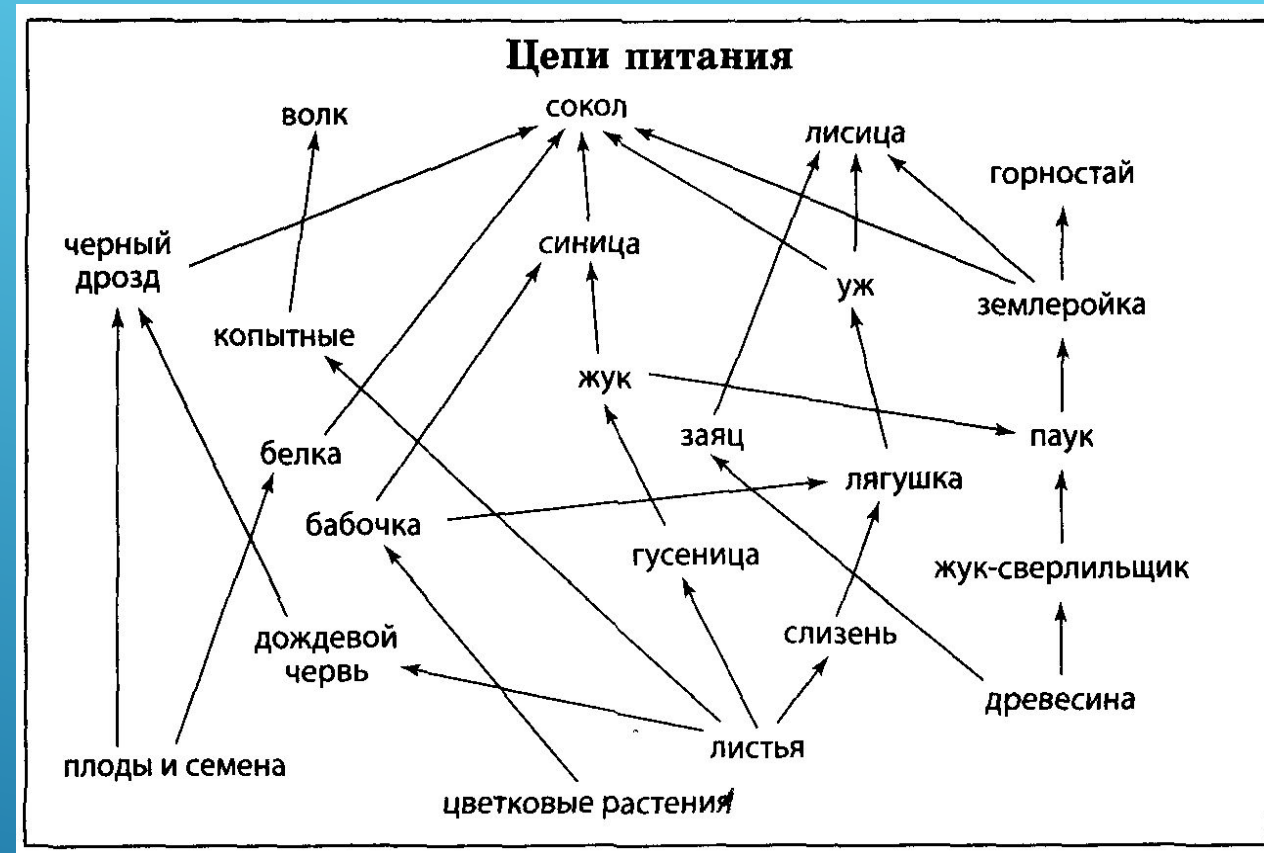 Цепи питания
волк
сокол
лисица
горностай
черный
дрозд
синица
уж
землеройка
копытные
жук
белка
заяц
паук
лягушка
бабочка
гусеница
жук-сверлильщик
дождевой
червь
слизень
древесина
плоды и семена
листья
цветковые растения